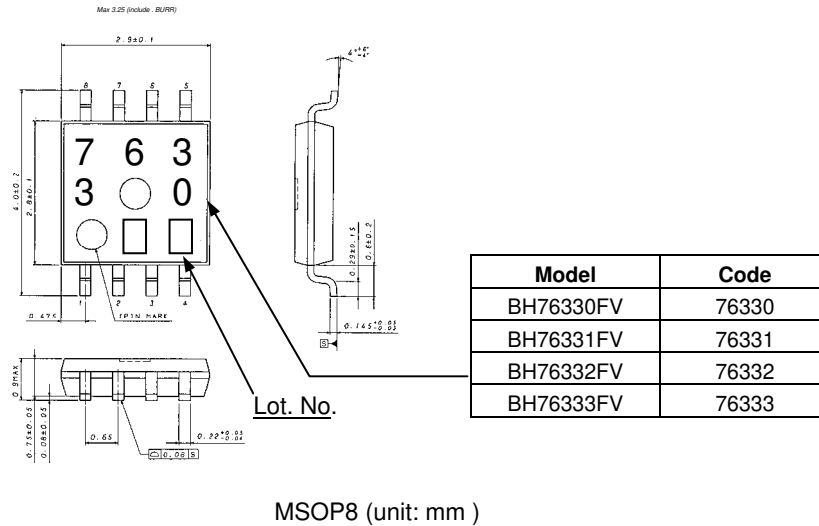 Max 3.25 (include . BURR)
2.9±0.1
4°+6°-4°
8 7 6 5
7 6 3
3 0
4.0±0.2
2.8±0.1
0.29±0.15
0.6±0.2
1 2 3 4
0.475
1PIN MARK
0.145+0.05-0.03
S
0.9MAX
0.75±0.05
0.08±0.05
0.65
0.22+0.05-0.04
0.08 S
Lot. No.
Model Code
BH76330FV 76330
BH76331FV 76331
BH76332FV 76332
BH76333FV 76333
MSOP8 (unit: mm )